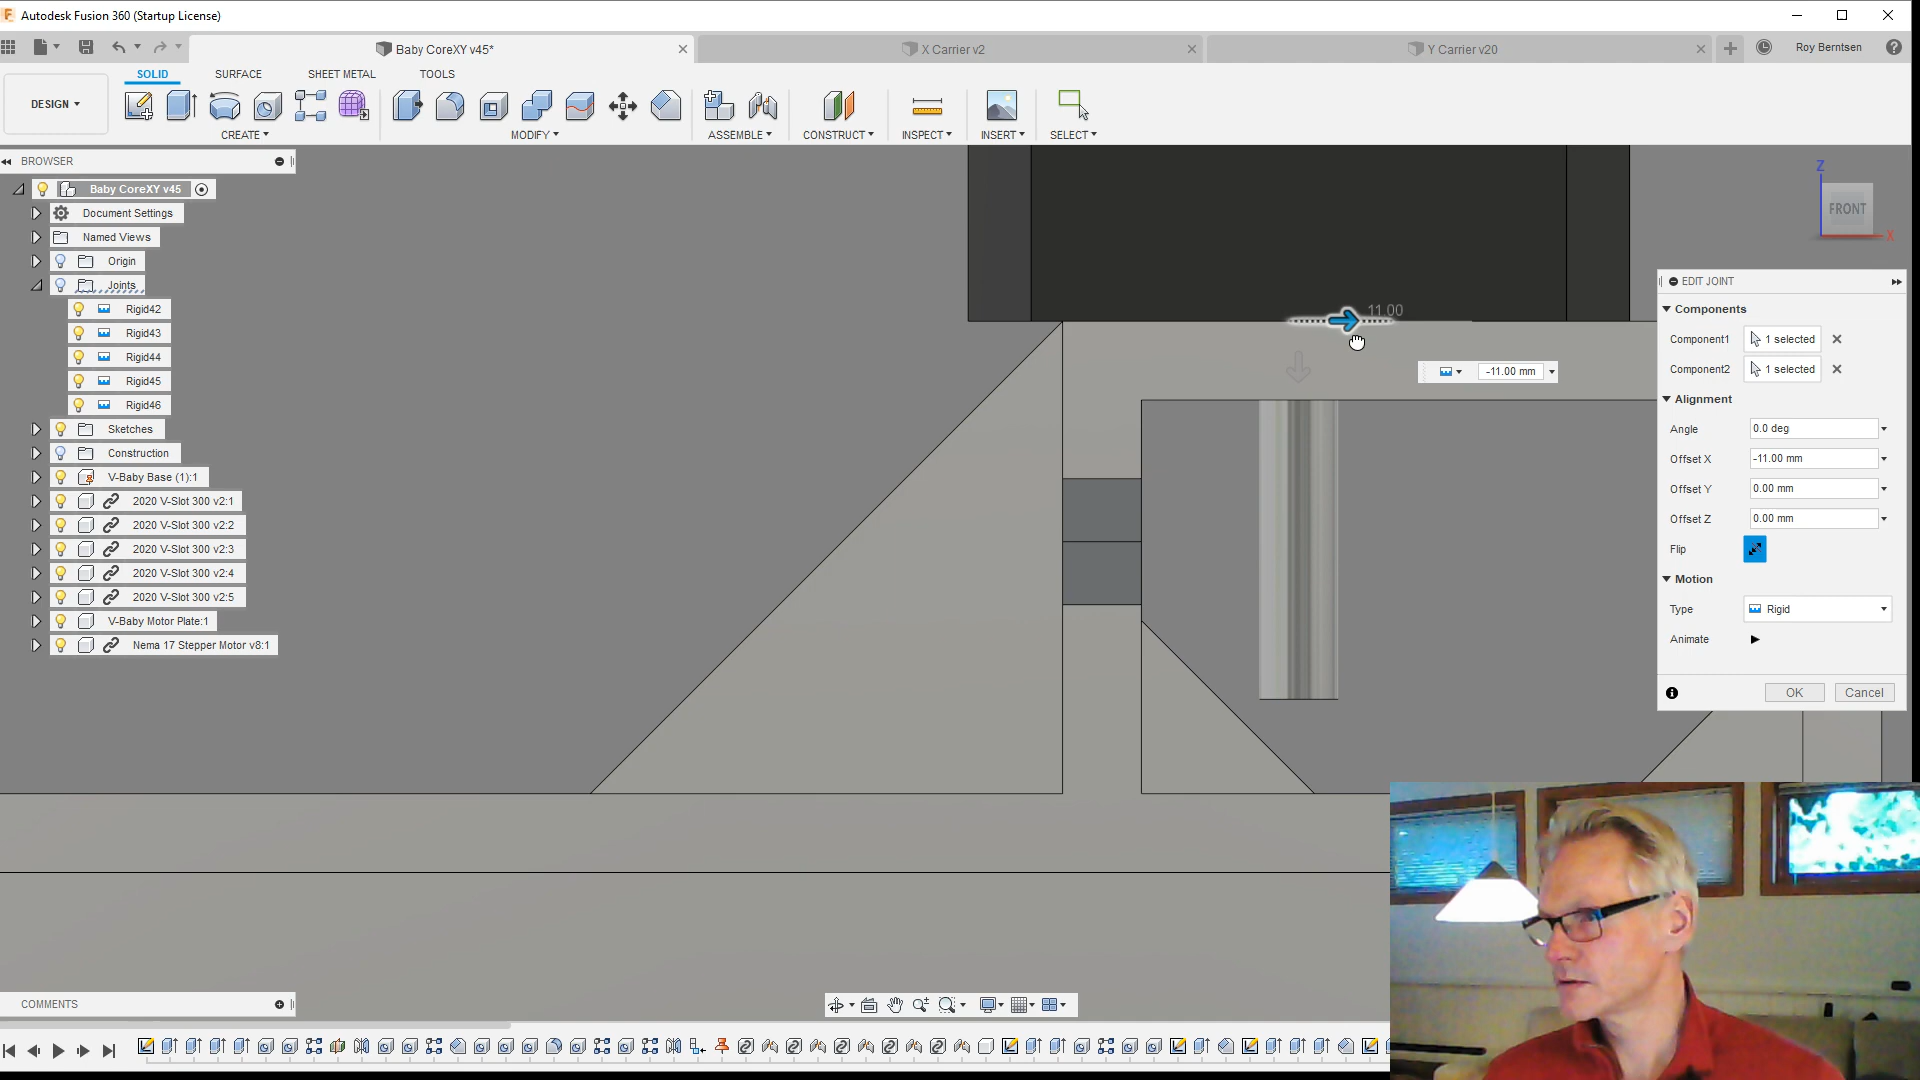 Autodesk Fusion 360 (Startup License)
Baby CoreXY v45*
X Carrier v2
Y Carrier v20
Roy Berntsen
SOLID
SURFACE
SHEET METAL
TOOLS
DESIGN
CREATE
MODIFY
ASSEMBLE
CONSTRUCT
INSPECT
INSERT
SELECT
BROWSER
Baby CoreXY v45
Document Settings
Named Views
Origin
Joints
Rigid42
Rigid43
Rigid44
Rigid45
Rigid46
Sketches
Construction
V-Baby Base (1):1
2020 V-Slot 300 v2:1
2020 V-Slot 300 v2:2
2020 V-Slot 300 v2:3
2020 V-Slot 300 v2:4
2020 V-Slot 300 v2:5
V-Baby Motor Plate:1
Nema 17 Stepper Motor v8:1
11.00
-11.00 mm
Z
FRONT
X
EDIT JOINT
Components
Component1
1 selected
Component2
1 selected
Alignment
Angle
0.0 deg
Offset X
-11.00 mm
Offset Y
0.00 mm
Offset Z
0.00 mm
Flip
Motion
Type
Rigid
Animate
OK
Cancel
COMMENTS